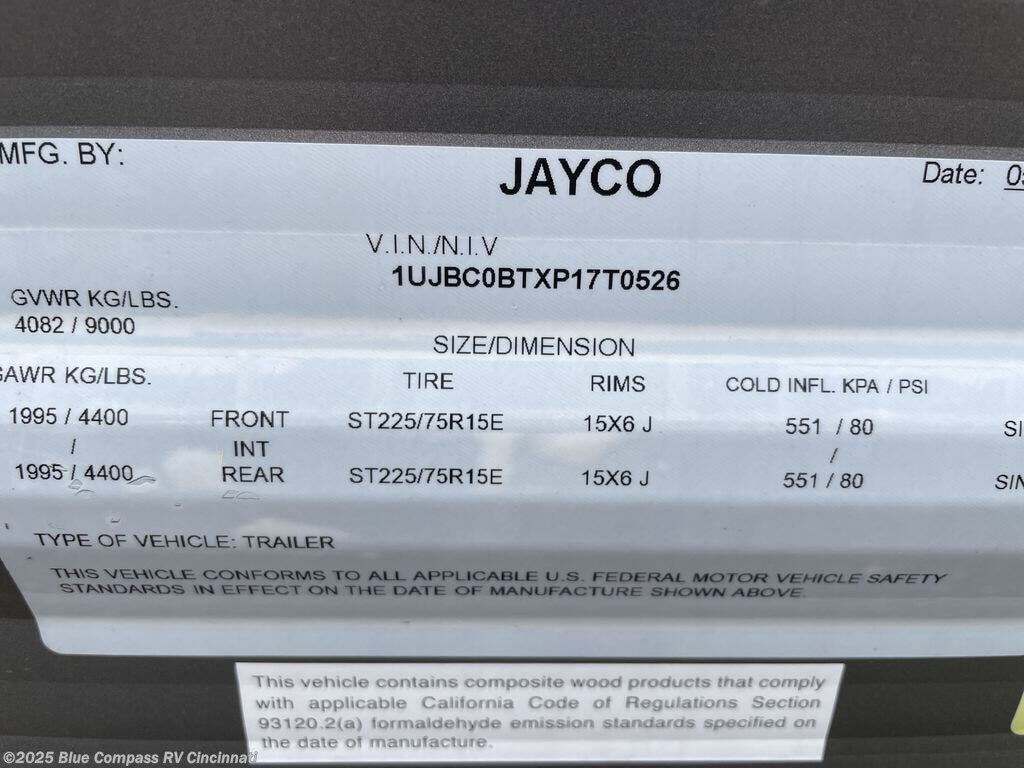 MFG. BY:
JAYCO
Date:
V.I.N./N.I.V
1UJBC0BTXP17T0526
GVWR KG/LBS.
4082 / 9000
SIZE/DIMENSION
GAWR KG/LBS. TIRE RIMS COLD INFL. KPA / PSI
1995 / 4400 FRONT ST225/75R15E 15X6 J 551 / 80
/ INT /
1995 / 4400 REAR ST225/75R15E 15X6 J 551 / 80
TYPE OF VEHICLE: TRAILER
THIS VEHICLE CONFORMS TO ALL APPLICABLE U.S. FEDERAL MOTOR VEHICLE SAFETY
STANDARDS IN EFFECT ON THE DATE OF MANUFACTURE SHOWN ABOVE.
This vehicle contains composite wood products that comply
with applicable California Code of Regulations Section
93120.2(a) formaldehyde emission standards specified on
the date of manufacture.
©2025 Blue Compass RV Cincinnati